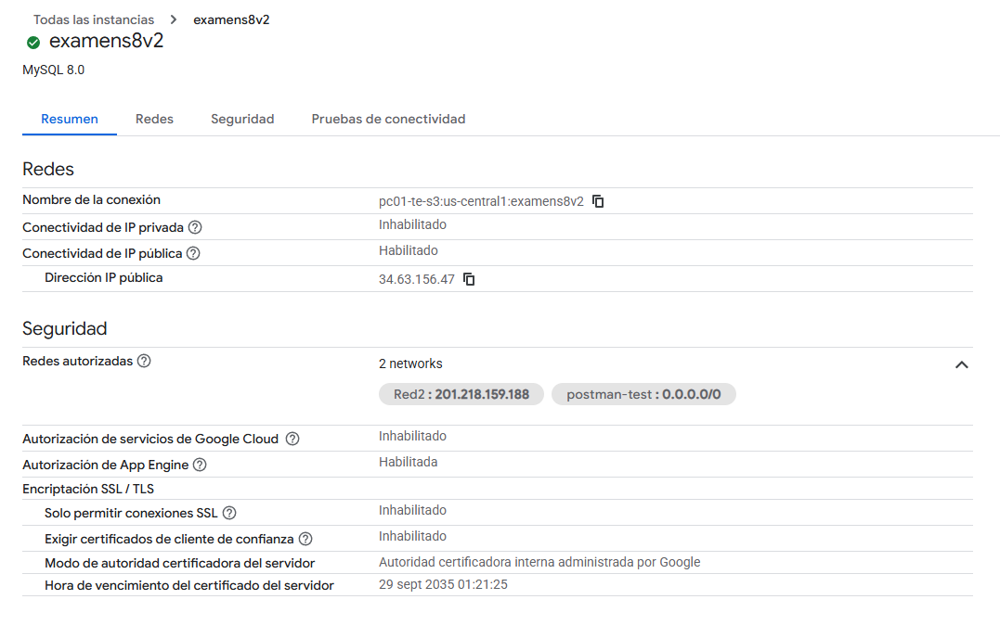 Todas las instancias > examens8v2
examens8v2
MySQL 8.0
Resumen Redes Seguridad Pruebas de conectividad
Redes
Nombre de la conexión pc01-te-s3:us-central1:examens8v2
Conectividad de IP privada Inhabilitado
Conectividad de IP pública Habilitado
Dirección IP pública 34.63.156.47
Seguridad
Redes autorizadas 2 networks
Red2 : 201.218.159.188 postman-test : 0.0.0.0/0
Autorización de servicios de Google Cloud Inhabilitado
Autorización de App Engine Habilitada
Encriptación SSL / TLS
Solo permitir conexiones SSL Inhabilitado
Exigir certificados de cliente de confianza Inhabilitado
Modo de autoridad certificadora del servidor Autoridad certificadora interna administrada por Google
Hora de vencimiento del certificado del servidor 29 sept 2035 01:21:25